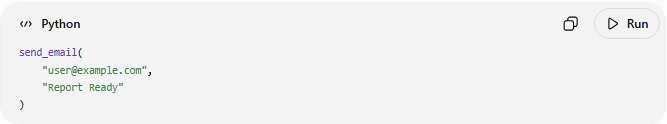 Python
Run
send_email(
    "user@example.com",
    "Report Ready"
)